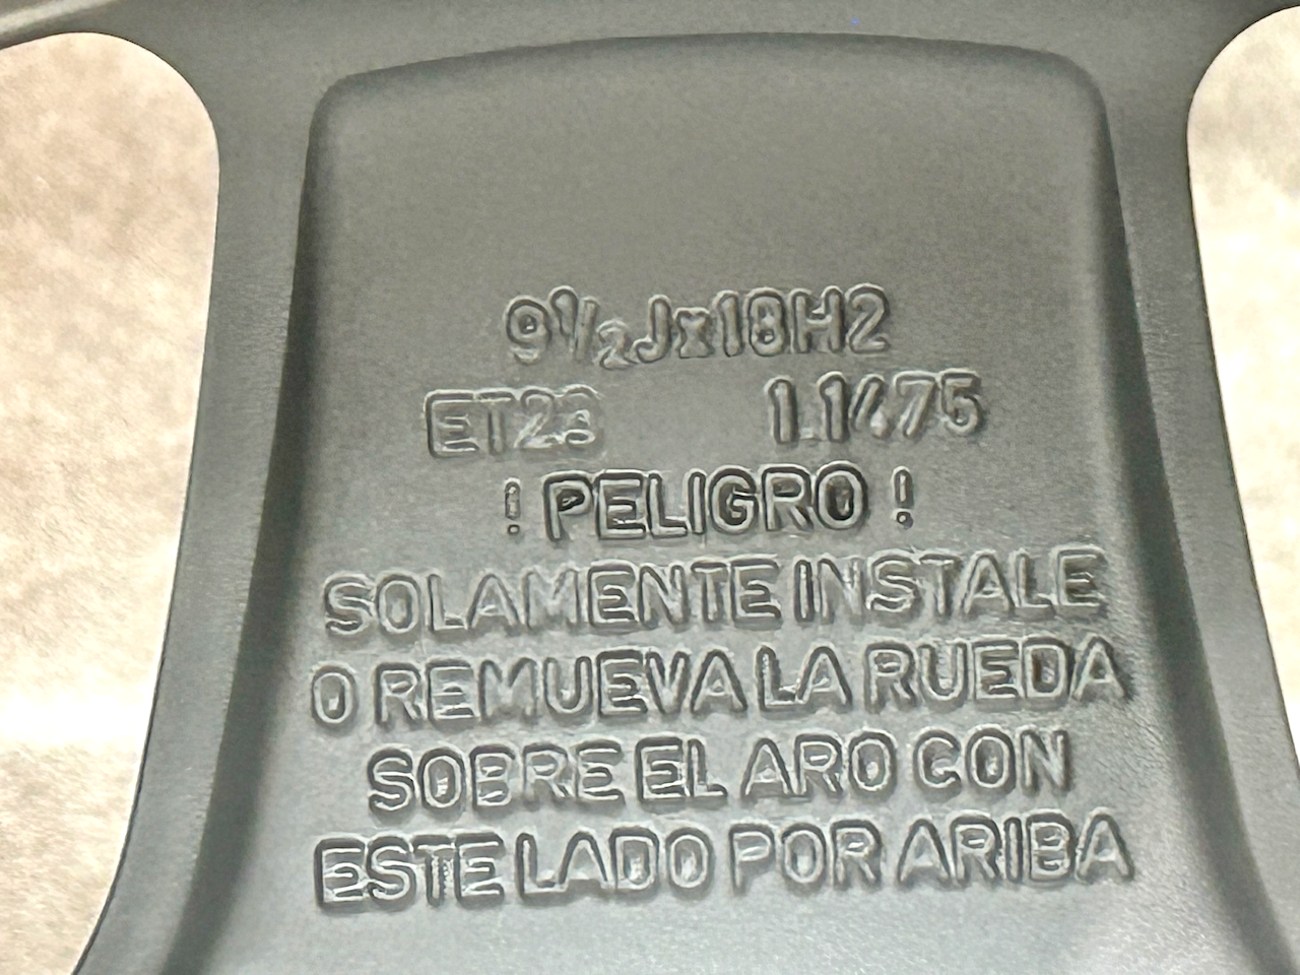 9½Jx18H2
ET23 1.1475
! PELIGRO !
SOLAMENTE INSTALE
O REMUEVA LA RUEDA
SOBRE EL ARO CON
ESTE LADO POR ARIBA